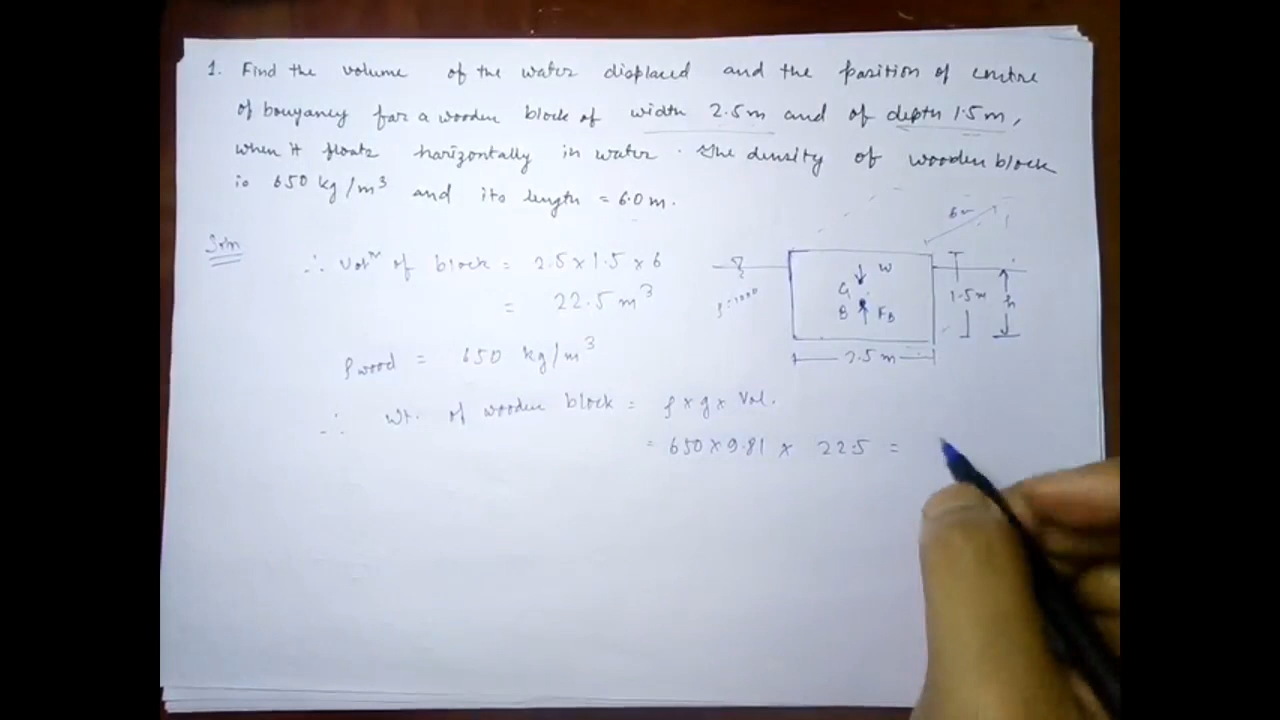 1. Find the volume of the water displaced and the position of centre
of bouyancy for a wooden block of width 2.5m and of depth 1.5m,
when it floats horizontally in water. The density of wooden block
is 650 kg/m³ and its length = 6.0m.
Soln
∴ Volᵐ of block = 2.5×1.5×6
= 22.5 m³
ρ wood = 650 kg/m³
∴ Wt. of wooden block = ρ×g× Vol.
= 650×9.81 × 22.5 =
6m
W
G
B F_B
ρ=1000
1.5m
h
2.5 m